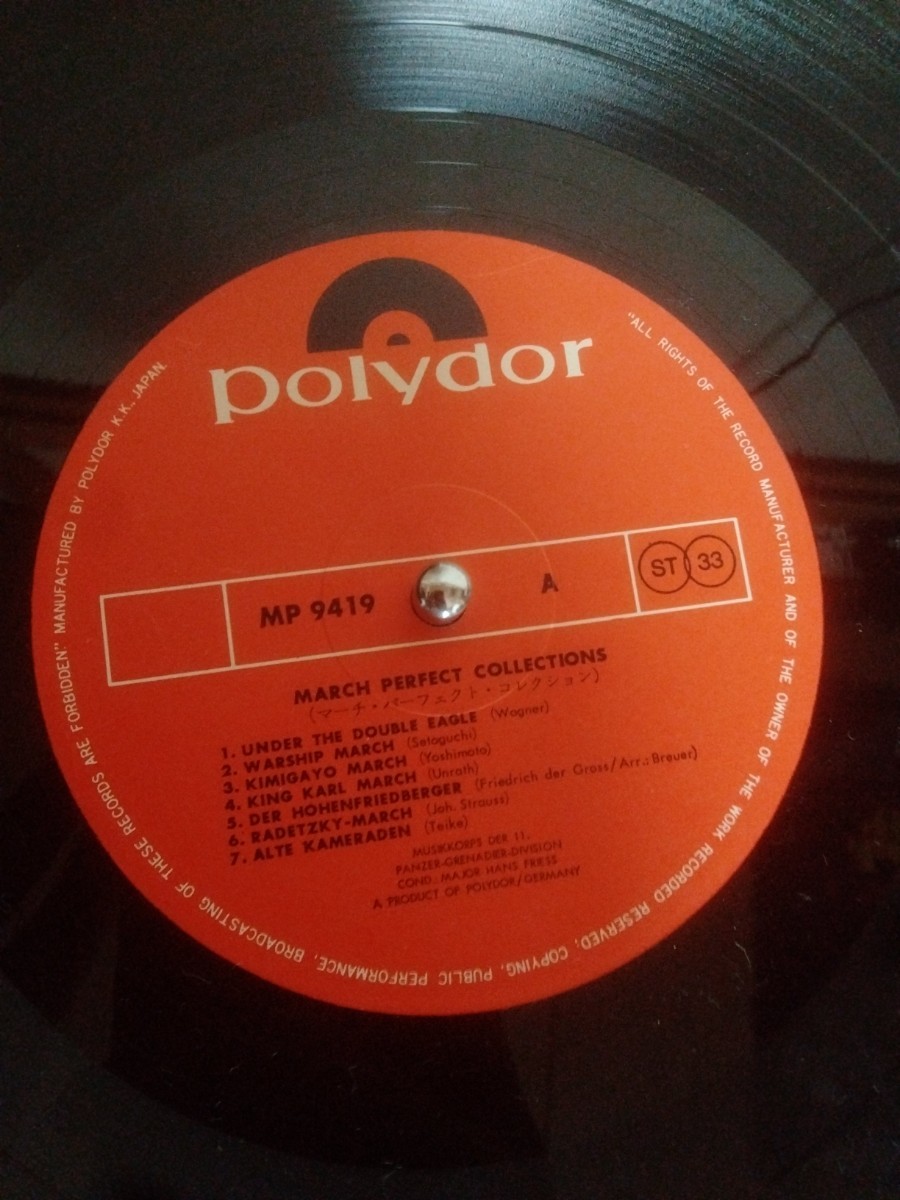 polydor
MP 9419
A
ST 33
MARCH PERFECT COLLECTIONS
(マーチ・パーフェクト・コレクション)
1. UNDER THE DOUBLE EAGLE (Wagner)
2. WARSHIP MARCH (Setoguchi)
3. KIMIGAYO MARCH (Yoshimoto)
4. KING KARL MARCH (Unrath)
5. DER HOHENFRIEDBERGER (Friedrich der Gross/Arr.: Breuer)
6. RADETZKY-MARCH (Joh. Strauss)
7. ALTE KAMERADEN (Teike)
MUSIKKORPS DER 11.
PANZER-GRENADIER-DIVISION
COND. MAJOR HANS FRIESS
A PRODUCT OF POLYDOR/GERMANY
"ALL RIGHTS OF THE RECORD MANUFACTURER AND OF THE OWNER OF THE WORK RECORDED RESERVED, COPYING, PUBLIC PERFORMANCE, BROADCASTING OF THESE RECORDS ARE FORBIDDEN." MANUFACTURED BY POLYDOR K.K., JAPAN.